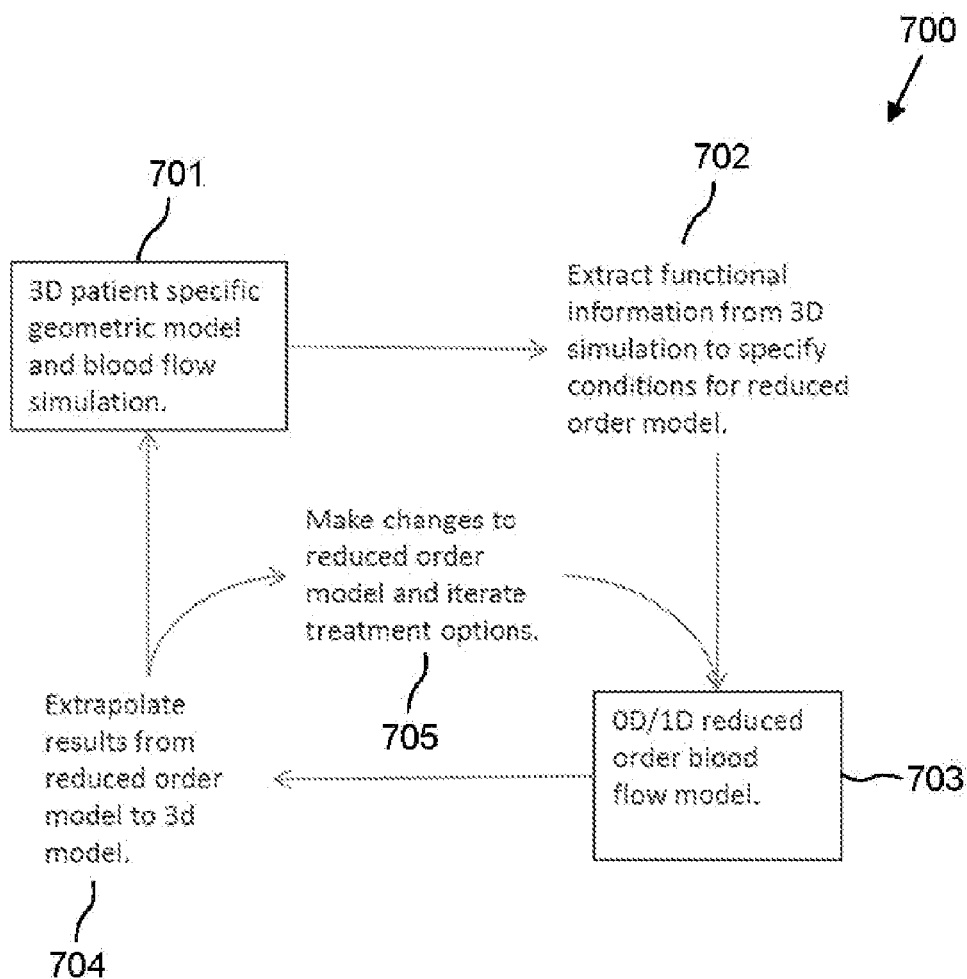 700
701
3D patient specific
geometric model
and blood flow
simulation.
702
Extract functional
information from 3D
simulation to specify
conditions for reduced
order model.
Make changes to
reduced order
model and iterate
treatment options.
705
0D/1D reduced
order blood
flow model.
703
Extrapolate
results from
reduced order
model to 3d
model.
704